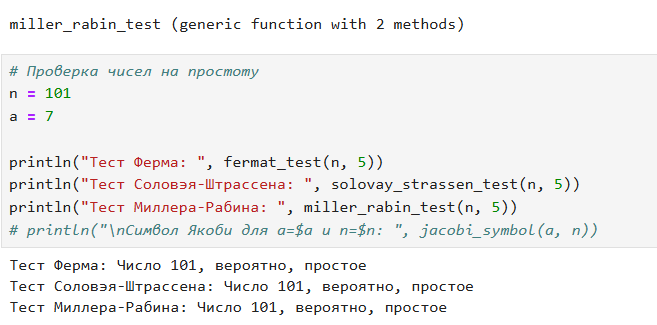 miller_rabin_test (generic function with 2 methods)
# Проверка чисел на простоту
n = 101
a = 7
println("Тест Ферма: ", fermat_test(n, 5))
println("Тест Соловэя-Штрассена: ", solovay_strassen_test(n, 5))
println("Тест Миллера-Рабина: ", miller_rabin_test(n, 5))
# println("\nСимвол Якоби для a=$a и n=$n: ", jacobi_symbol(a, n))
Тест Ферма: Число 101, вероятно, простое
Тест Соловэя-Штрассена: Число 101, вероятно, простое
Тест Миллера-Рабина: Число 101, вероятно, простое